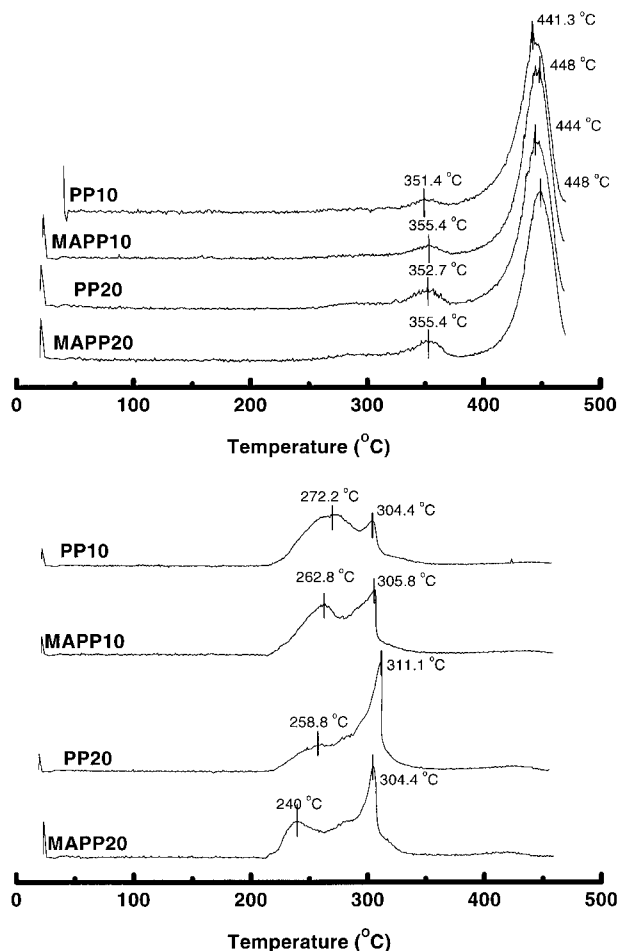 441.3 °C
448 °C
444 °C
351.4 °C
448 °C
PP10
355.4 °C
MAPP10
352.7 °C
PP20
355.4 °C
MAPP20
0 100 200 300 400 500
Temperature (°C)
272.2 °C
304.4 °C
PP10
262.8 °C
305.8 °C
MAPP10
311.1 °C
258.8 °C
PP20
304.4 °C
240 °C
MAPP20
0 100 200 300 400 500
Temperature (°C)